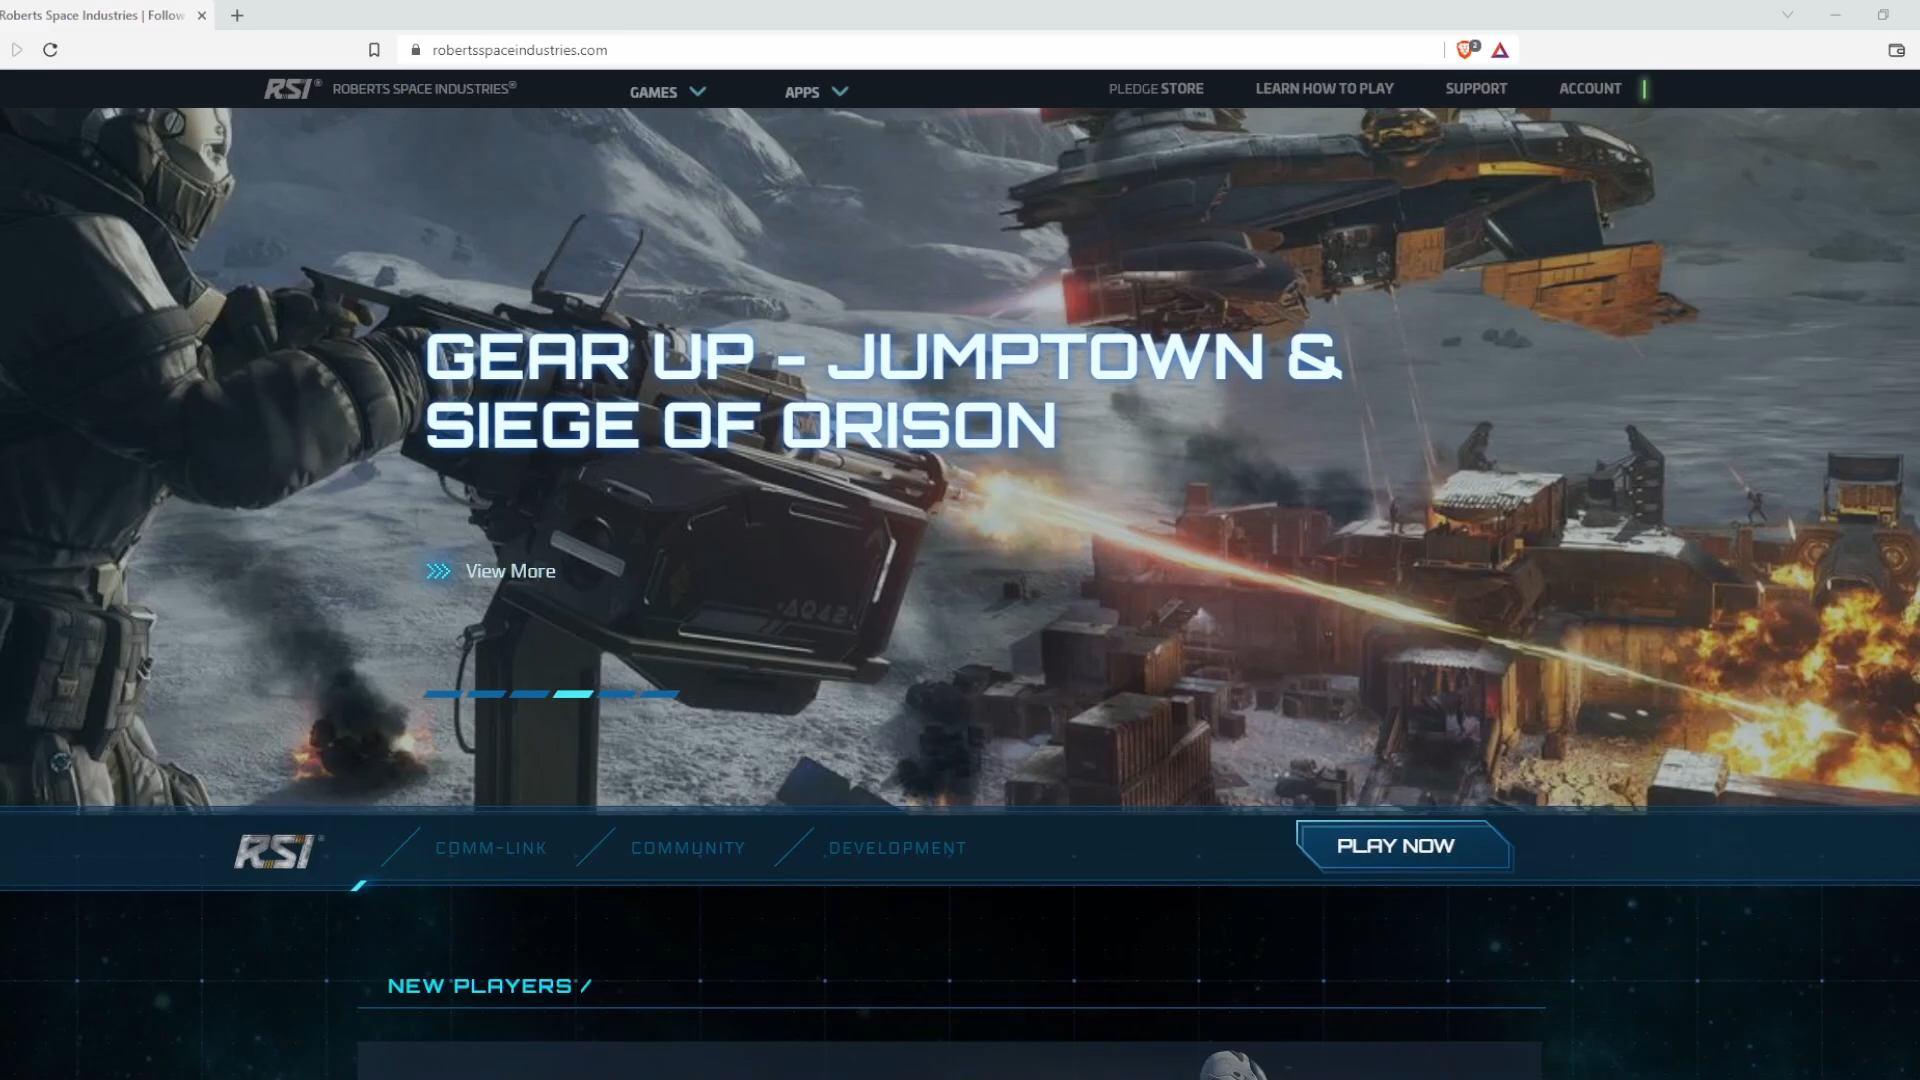 Roberts Space Industries | Follow
robertsspaceindustries.com
2
RSI® ROBERTS SPACE INDUSTRIES®
GAMES
APPS
PLEDGE STORE
LEARN HOW TO PLAY
SUPPORT
ACCOUNT
GEAR UP - JUMPTOWN &
SIEGE OF ORISON
View More
RSI
COMM-LINK
COMMUNITY
DEVELOPMENT
PLAY NOW
NEW PLAYERS /